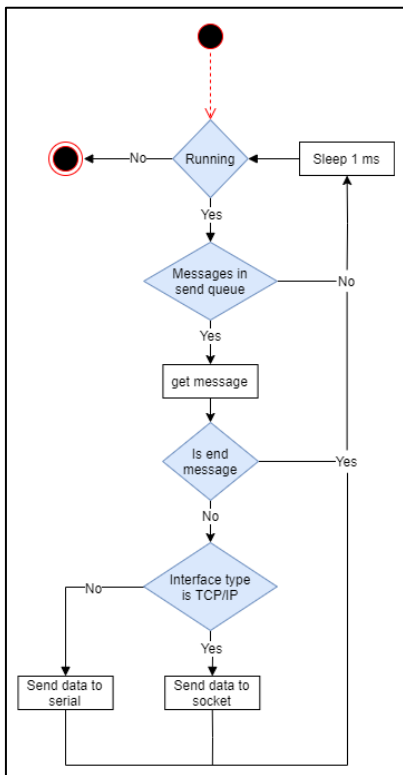 Running
No
Sleep 1 ms
Yes
Messages in
send queue
No
Yes
get message
Is end
message
Yes
No
Interface type
is TCP/IP
No
Yes
Send data to
serial
Send data to
socket